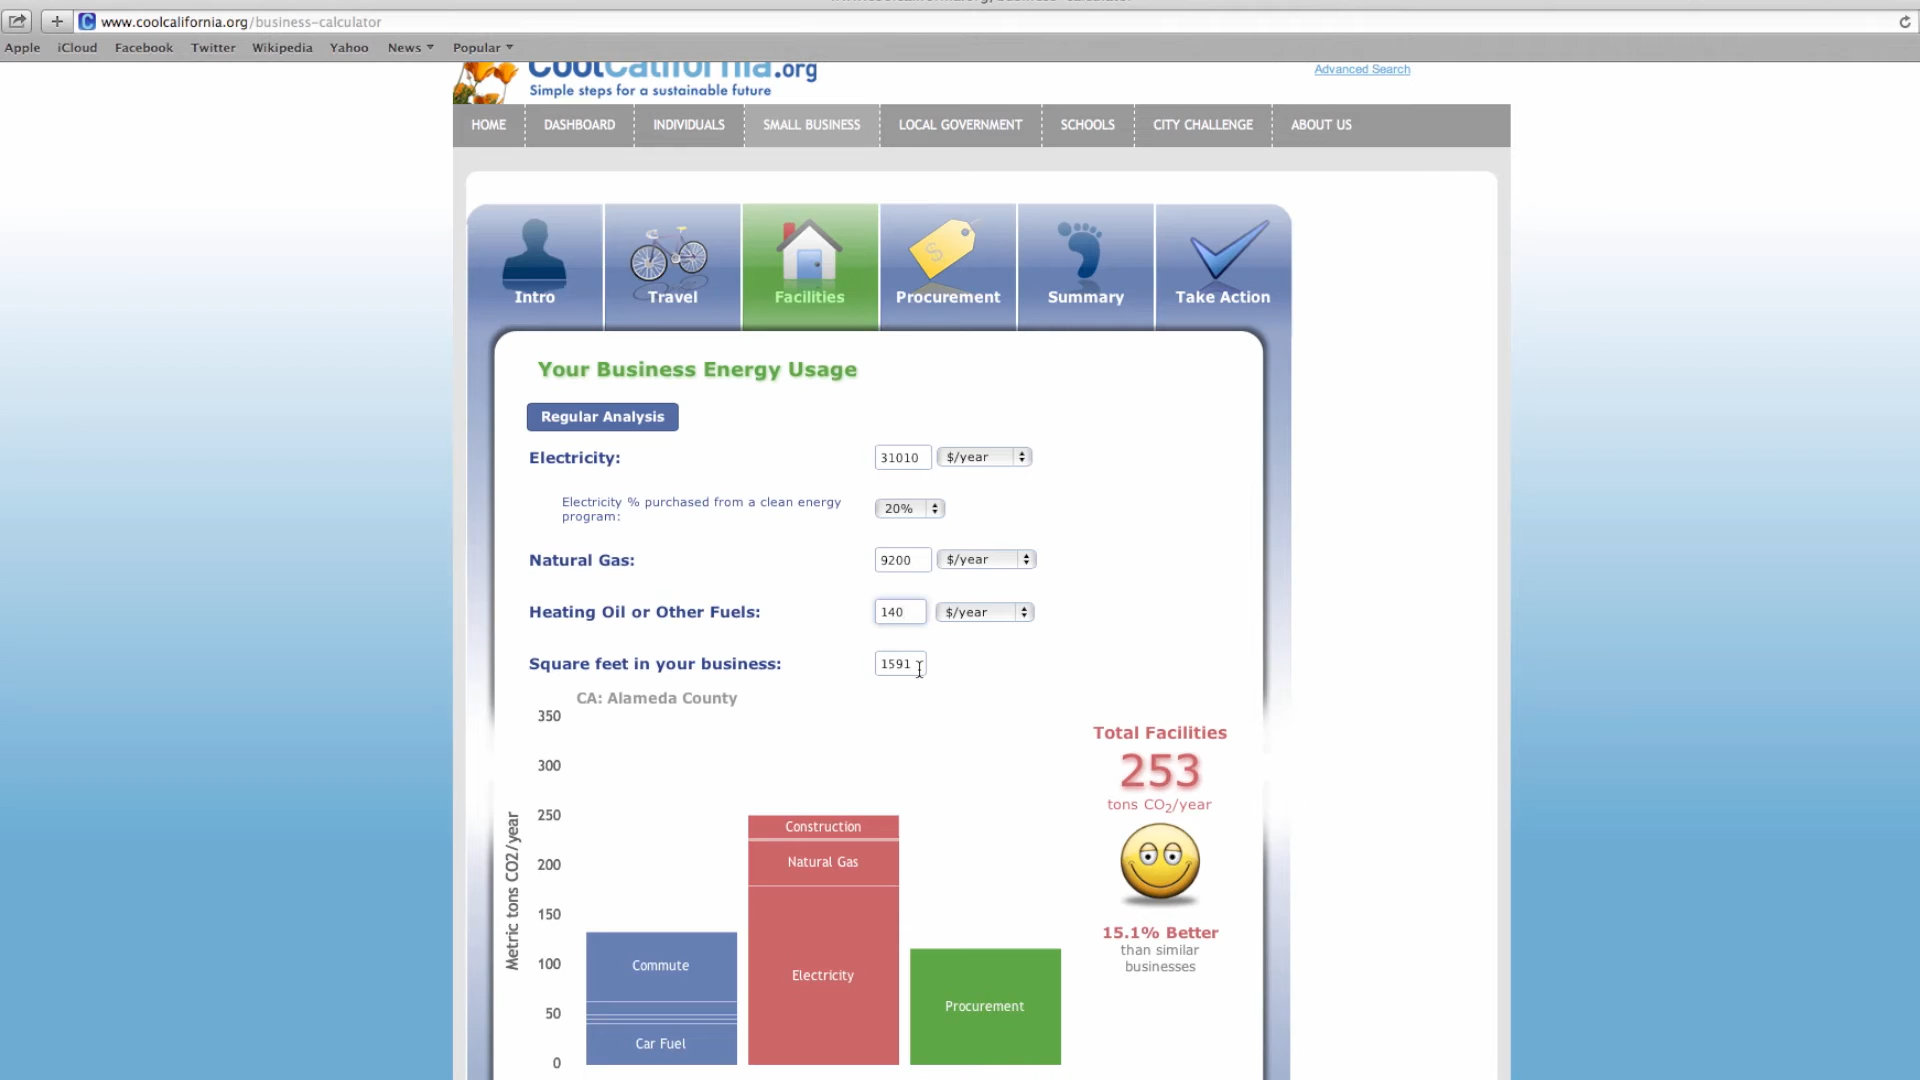 www.coolcalifornia.org/business-calculator
Apple iCloud Facebook Twitter Wikipedia Yahoo News Popular
CoolCalifornia.org
Simple steps for a sustainable future
Advanced Search
HOME DASHBOARD INDIVIDUALS SMALL BUSINESS LOCAL GOVERNMENT SCHOOLS CITY CHALLENGE ABOUT US
Intro Travel Facilities Procurement Summary Take Action
Your Business Energy Usage
Regular Analysis
Electricity: 31010 $/year
Electricity % purchased from a clean energy
program: 20%
Natural Gas: 9200 $/year
Heating Oil or Other Fuels: 140 $/year
Square feet in your business: 1591
CA: Alameda County
350
300
250
200
150
100
50
0
Metric tons CO2/year
Commute
Car Fuel
Construction
Natural Gas
Electricity
Procurement
Total Facilities
253
tons CO2/year
15.1% Better
than similar
businesses